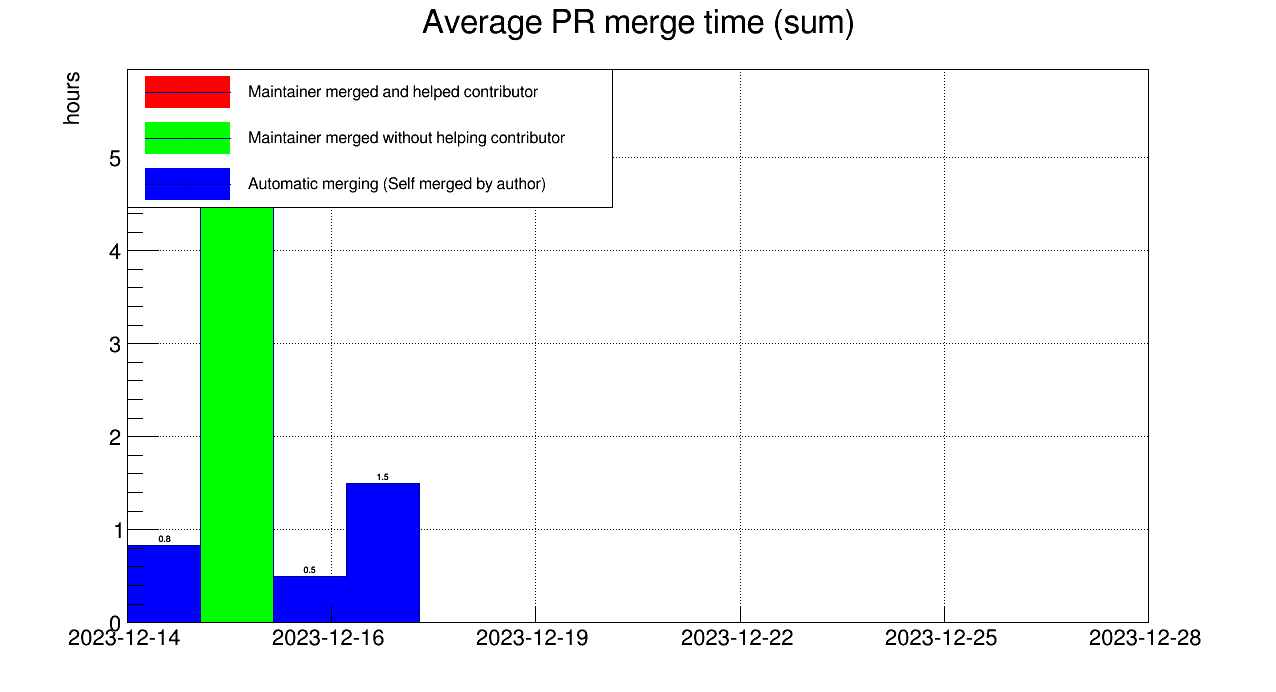 Average PR merge time (sum)
hours
Maintainer merged and helped contributor
Maintainer merged without helping contributor
Automatic merging (Self merged by author)
5
4
3
2
1
0
0.8
0.5
1.5
2023-12-14 2023-12-16 2023-12-19 2023-12-22 2023-12-25 2023-12-28